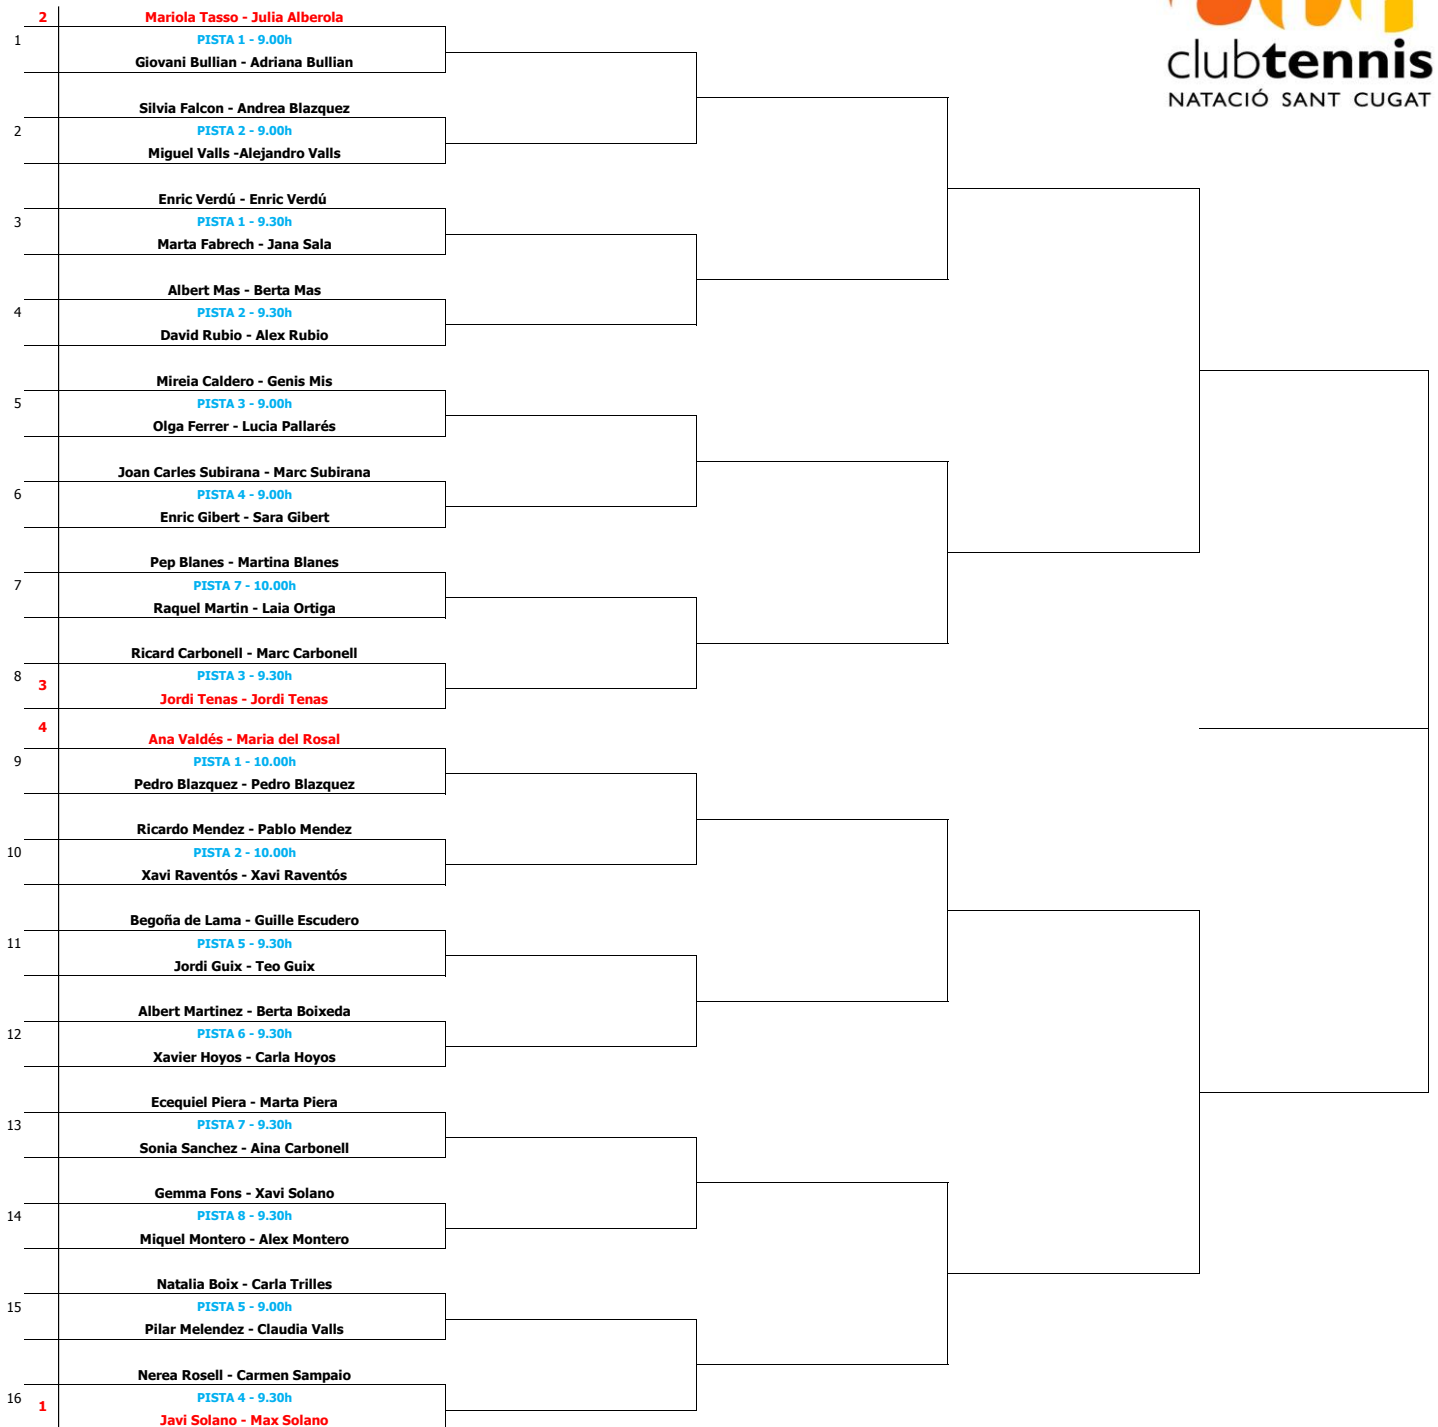 2 Mariola Tasso - Julia Alberola
clubtennis
NATACIÓ SANT CUGAT
1 PISTA 1 - 9.00h
Giovani Bullian - Adriana Bullian
Silvia Falcon - Andrea Blazquez
2 PISTA 2 - 9.00h
Miguel Valls -Alejandro Valls
Enric Verdú - Enric Verdú
3 PISTA 1 - 9.30h
Marta Fabrech - Jana Sala
Albert Mas - Berta Mas
4 PISTA 2 - 9.30h
David Rubio - Alex Rubio
Mireia Caldero - Genis Mis
5 PISTA 3 - 9.00h
Olga Ferrer - Lucia Pallarés
Joan Carles Subirana - Marc Subirana
6 PISTA 4 - 9.00h
Enric Gibert - Sara Gibert
Pep Blanes - Martina Blanes
7 PISTA 7 - 10.00h
Raquel Martin - Laia Ortiga
Ricard Carbonell - Marc Carbonell
8 PISTA 3 - 9.30h
3 Jordi Tenas - Jordi Tenas
4 Ana Valdés - Maria del Rosal
9 PISTA 1 - 10.00h
Pedro Blazquez - Pedro Blazquez
Ricardo Mendez - Pablo Mendez
10 PISTA 2 - 10.00h
Xavi Raventós - Xavi Raventós
Begoña de Lama - Guille Escudero
11 PISTA 5 - 9.30h
Jordi Guix - Teo Guix
Albert Martinez - Berta Boixeda
12 PISTA 6 - 9.30h
Xavier Hoyos - Carla Hoyos
Ecequiel Piera - Marta Piera
13 PISTA 7 - 9.30h
Sonia Sanchez - Aina Carbonell
Gemma Fons - Xavi Solano
14 PISTA 8 - 9.30h
Miquel Montero - Alex Montero
Natalia Boix - Carla Trilles
15 PISTA 5 - 9.00h
Pilar Melendez - Claudia Valls
Nerea Rosell - Carmen Sampaio
16 PISTA 4 - 9.30h
1 Javi Solano - Max Solano